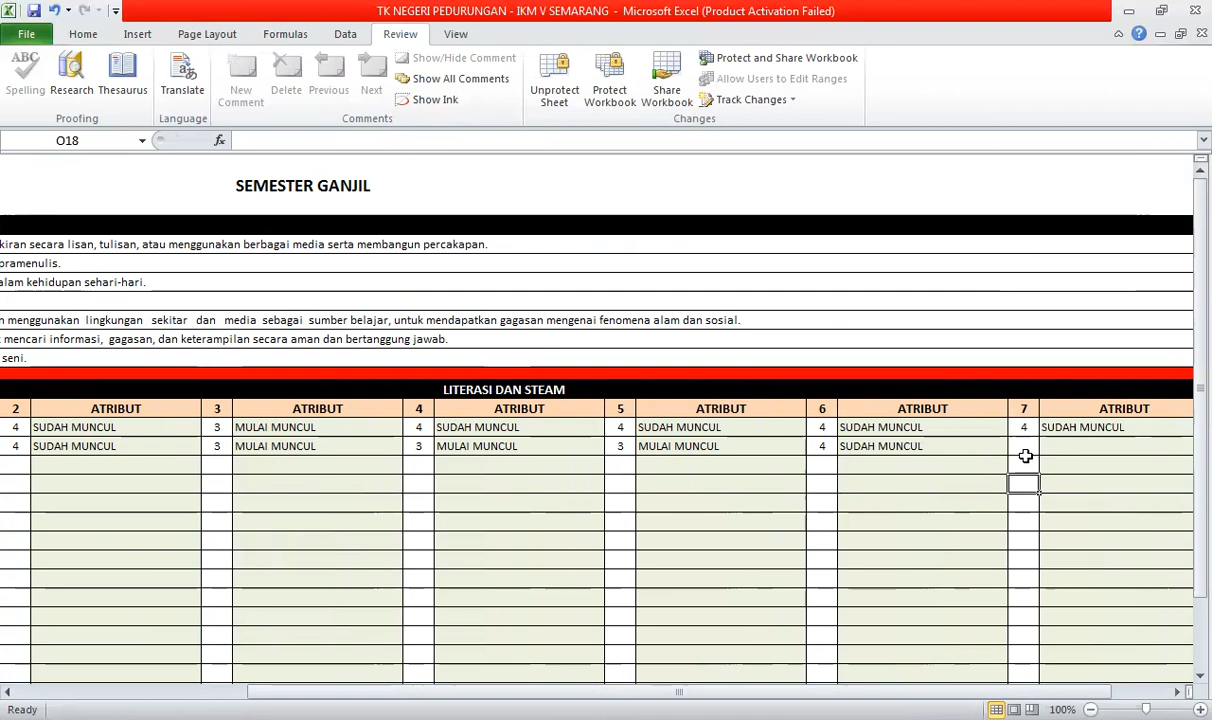 TK NEGERI PEDURUNGAN - IKM V SEMARANG - Microsoft Excel (Product Activation Failed)
File Home Insert Page Layout Formulas Data Review View
ABC
Spelling Research Thesaurus
Proofing
Translate
Language
New Comment Delete Previous Next
Show/Hide Comment
Show All Comments
Show Ink
Comments
Unprotect Sheet Protect Workbook Share Workbook
Protect and Share Workbook
Allow Users to Edit Ranges
Track Changes
Changes
O18 fx
SEMESTER GANJIL
kiran secara lisan, tulisan, atau menggunakan berbagai media serta membangun percakapan.
pramenulis.
alam kehidupan sehari-hari.
menggunakan lingkungan sekitar dan media sebagai sumber belajar, untuk mendapatkan gagasan mengenai fenomena alam dan sosial.
mencari informasi, gagasan, dan keterampilan secara aman dan bertanggung jawab.
seni.
LITERASI DAN STEAM
2 ATRIBUT 3 ATRIBUT 4 ATRIBUT 5 ATRIBUT 6 ATRIBUT 7 ATRIBUT
4 SUDAH MUNCUL 3 MULAI MUNCUL 4 SUDAH MUNCUL 4 SUDAH MUNCUL 4 SUDAH MUNCUL 4 SUDAH MUNCUL
4 SUDAH MUNCUL 3 MULAI MUNCUL 3 MULAI MUNCUL 3 MULAI MUNCUL 4 SUDAH MUNCUL
Ready 100%